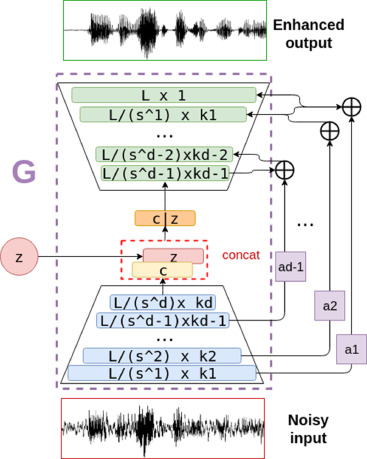 Enhanced
output
L x 1
L/(s^1) x k1
...
L/(s^d-2)xkd-2
L/(s^d-1)xkd-1
G
c|z
z
z
concat
c
...
ad-1
a2
a1
L/(s^d)x kd
L/(s^d-1)xkd-1
...
L/(s^2) x k2
L/(s^1) x k1
Noisy
input